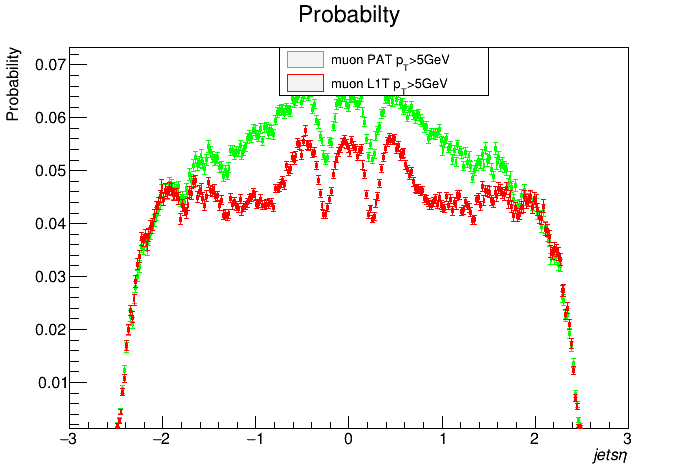 Probabilty
Probability
muon PAT p_T>5GeV
muon L1T p_T>5GeV
0.07
0.06
0.05
0.04
0.03
0.02
0.01
−3 −2 −1 0 1 2 3
jetsη